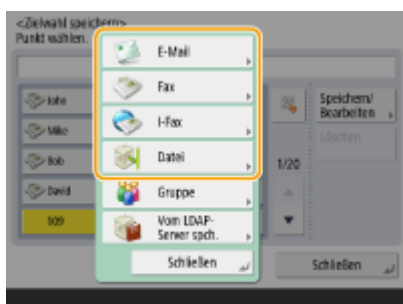 <Zielwahl speichern>
Punkt wählen.
E-Mail
Fax
I-Fax
Datei
Gruppe
Vom LDAP-
Server spch.
Schließen
John
Mike
Bob
David
509
1/20
Speichern/
Bearbeiten
Löschen
Schließen